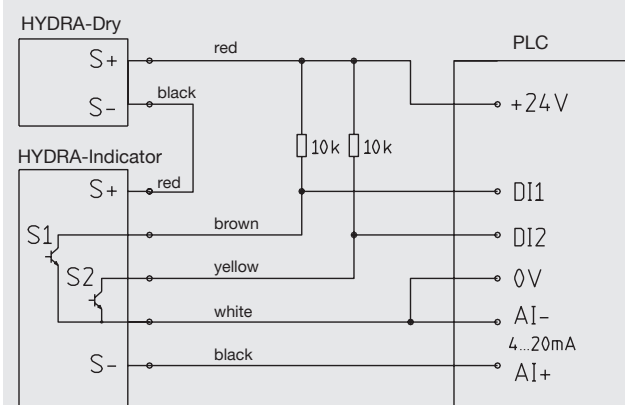 HYDRA-Dry
S+
red
PLC
S-
black
+24V
10k
10k
HYDRA-Indicator
S+
red
DI1
S1
brown
DI2
S2
yellow
0V
white
AI-
4...20mA
S-
black
AI+